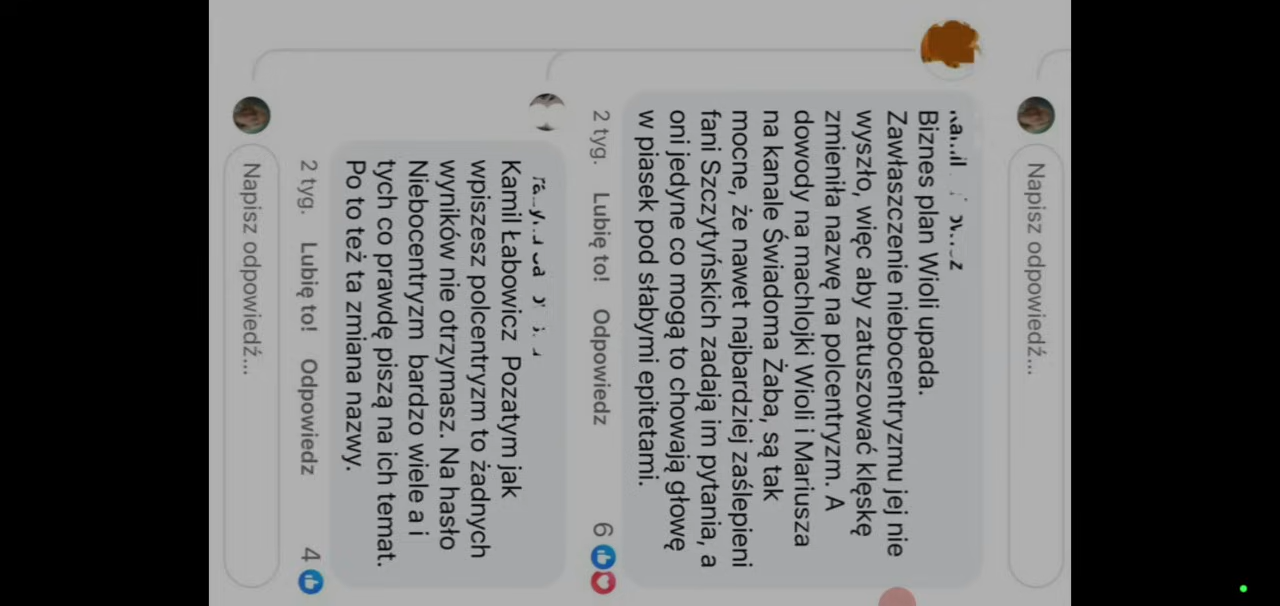 Napisz odpowiedź...
Biznes plan Wioli upada.
Zawłaszczenie niebocentryzmu jej nie
wyszło, więc aby zatuszować klęskę
zmieniła nazwę na polcentryzm. A
dowody na machlojki Wioli i Mariusza
na kanale Świadoma Żaba, są tak
mocne, że nawet najbardziej zaślepieni
fani Szczytyńskich zadają im pytania, a
oni jedyne co mogą to chowają głowę
w piasek pod słabymi epitetami.
2 tyg. Lubię to! Odpowiedz 6
Kamil Łabowicz Pozatym jak
wpiszesz polcentryzm to żadnych
wyników nie otrzymasz. Na hasło
Niebocentryzm bardzo wiele a i
tych co prawdę piszą na ich temat.
Po to też ta zmiana nazwy.
2 tyg. Lubię to! Odpowiedz 4
Napisz odpowiedź...